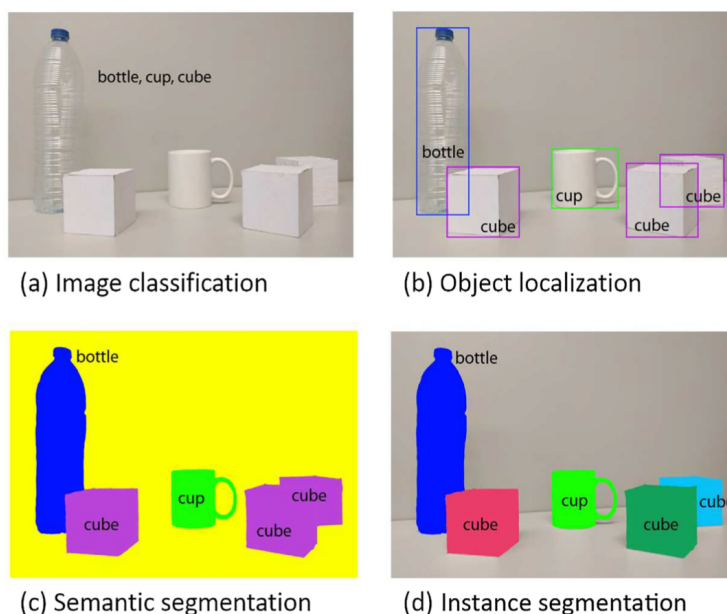 bottle, cup, cube
(a) Image classification
bottle
cup
cube
cube
cube
(b) Object localization
bottle
cup
cube
cube
cube
(c) Semantic segmentation
bottle
cup
cube
cube
cub
(d) Instance segmentation